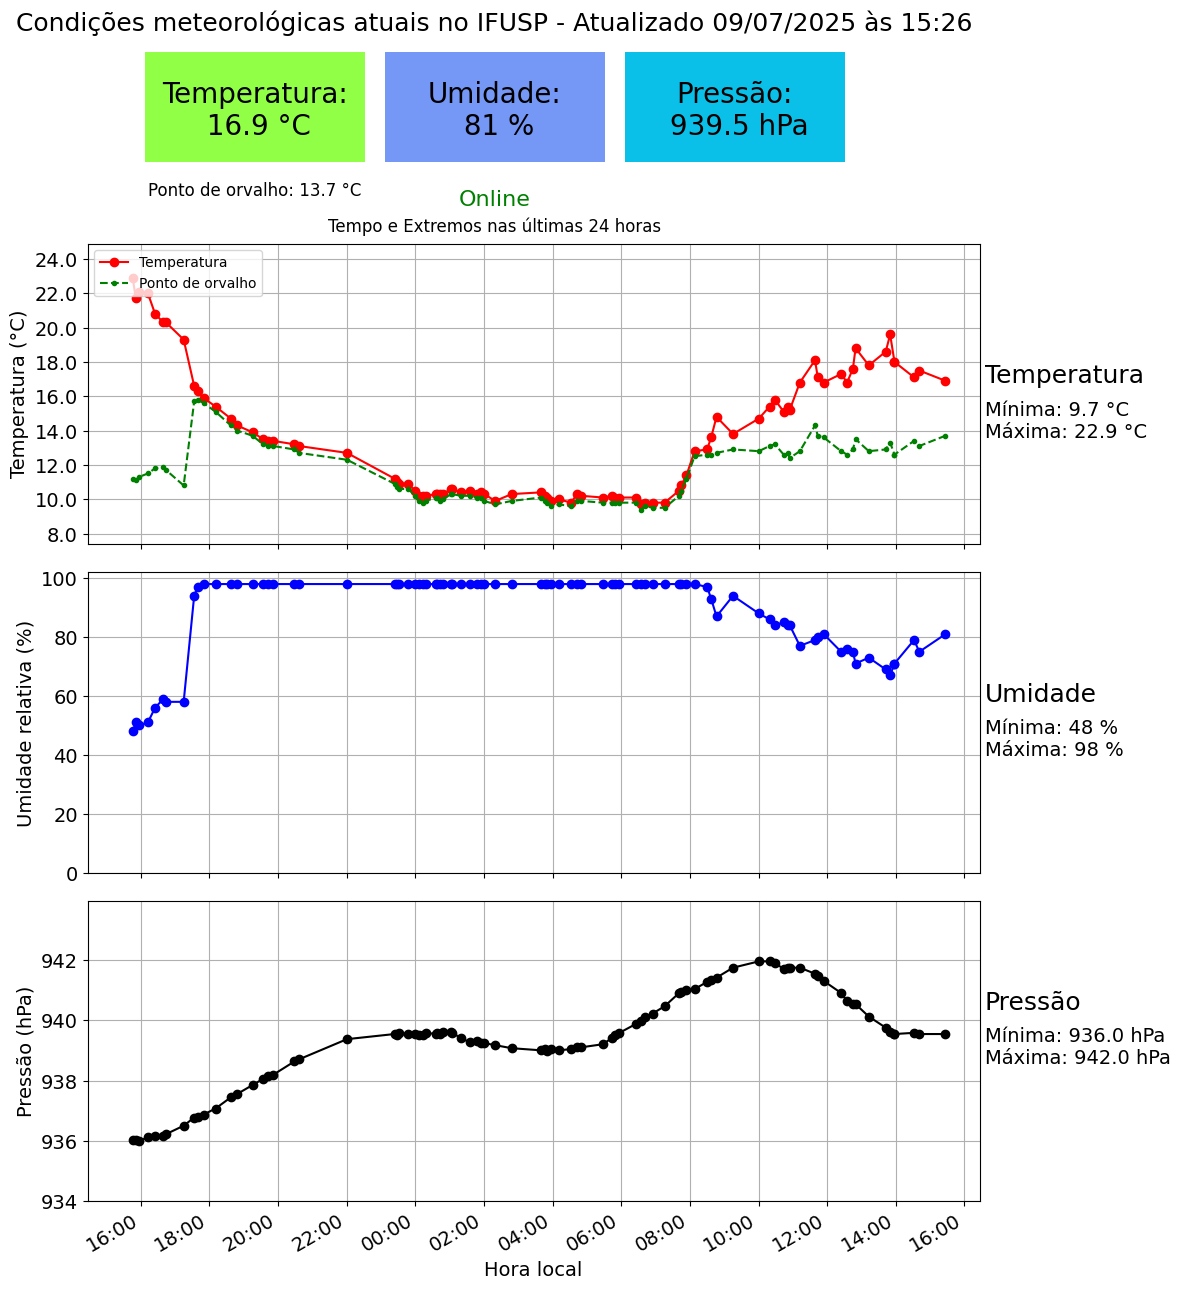 Condições meteorológicas atuais no IFUSP - Atualizado 09/07/2025 às 15:26
Temperatura:
16.9 °C
Umidade:
81 %
Pressão:
939.5 hPa
Ponto de orvalho: 13.7 °C
Online
Tempo e Extremos nas últimas 24 horas
Temperatura (°C)
24.0
22.0
20.0
18.0
16.0
14.0
12.0
10.0
8.0
Temperatura
Ponto de orvalho
Temperatura
Mínima: 9.7 °C
Máxima: 22.9 °C
Umidade relativa (%)
100
80
60
40
20
0
Umidade
Mínima: 48 %
Máxima: 98 %
Pressão (hPa)
942
940
938
936
934
Pressão
Mínima: 936.0 hPa
Máxima: 942.0 hPa
16:00 18:00 20:00 22:00 00:00 02:00 04:00 06:00 08:00 10:00 12:00 14:00 16:00
Hora local